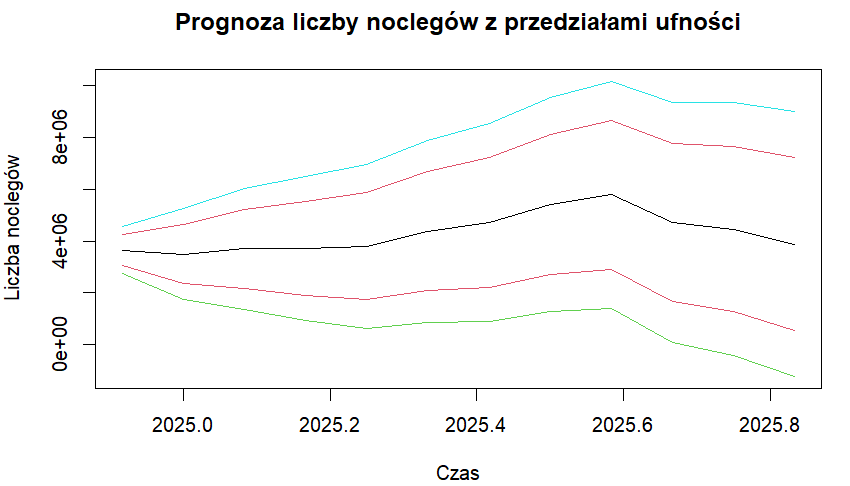 Prognoza liczby noclegów z przedziałami ufności
Liczba noclegów
8e+06
4e+06
0e+00
2025.0 2025.2 2025.4 2025.6 2025.8
Czas